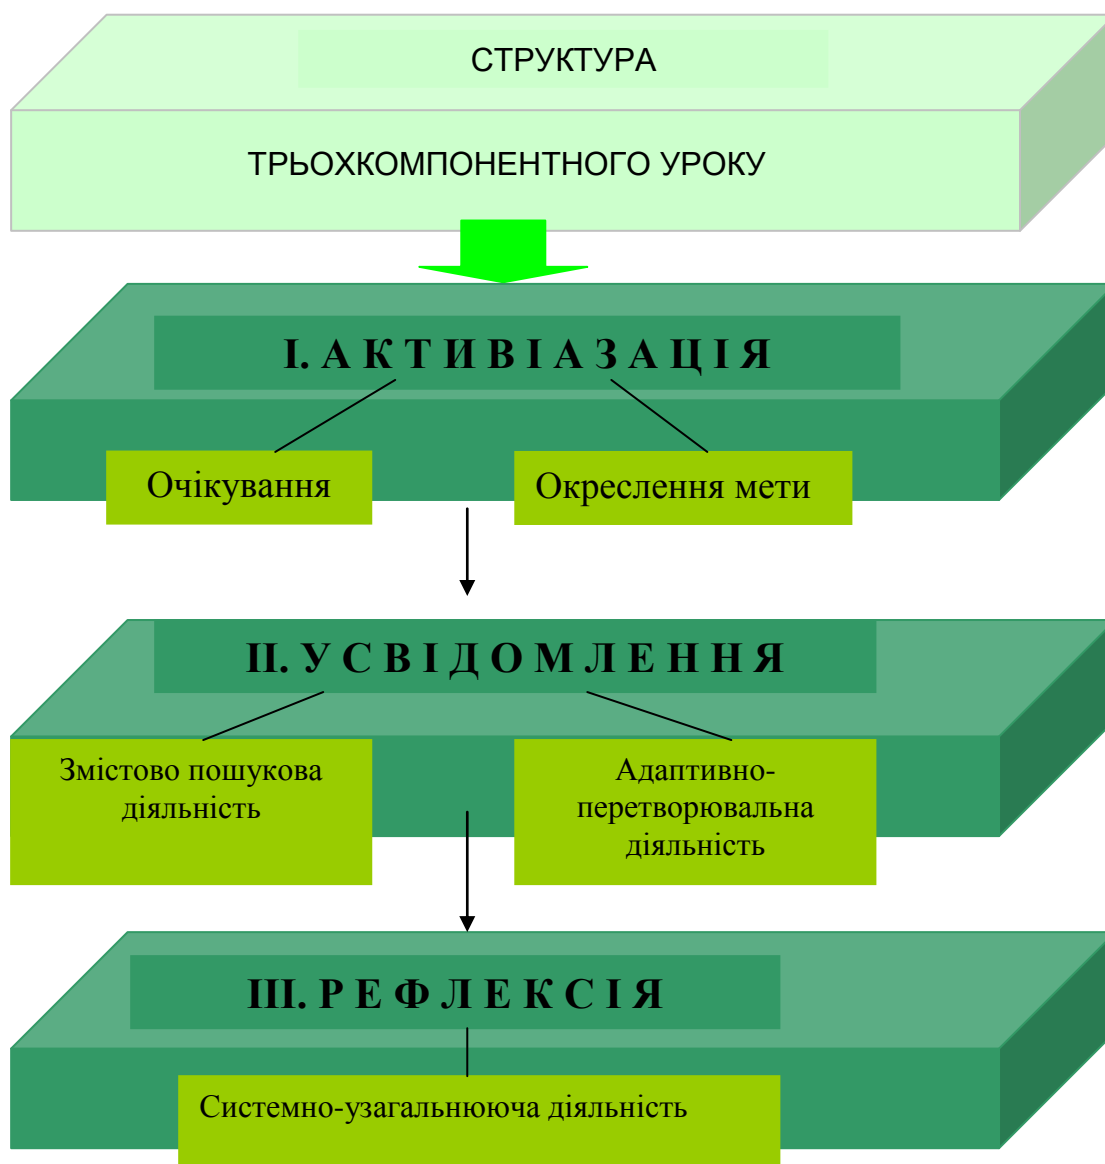 СТРУКТУРА
ТРЬОХКОМПОНЕНТНОГО УРОКУ
І. А К Т И В І А З А Ц І Я
Очікування
Окреслення мети
ІІ. У С В І Д О М Л Е Н Н Я
Змістово пошукова
діяльність
Адаптивно-
перетворювальна
діяльність
ІІІ. Р Е Ф Л Е К С І Я
Системно-узагальнююча діяльність